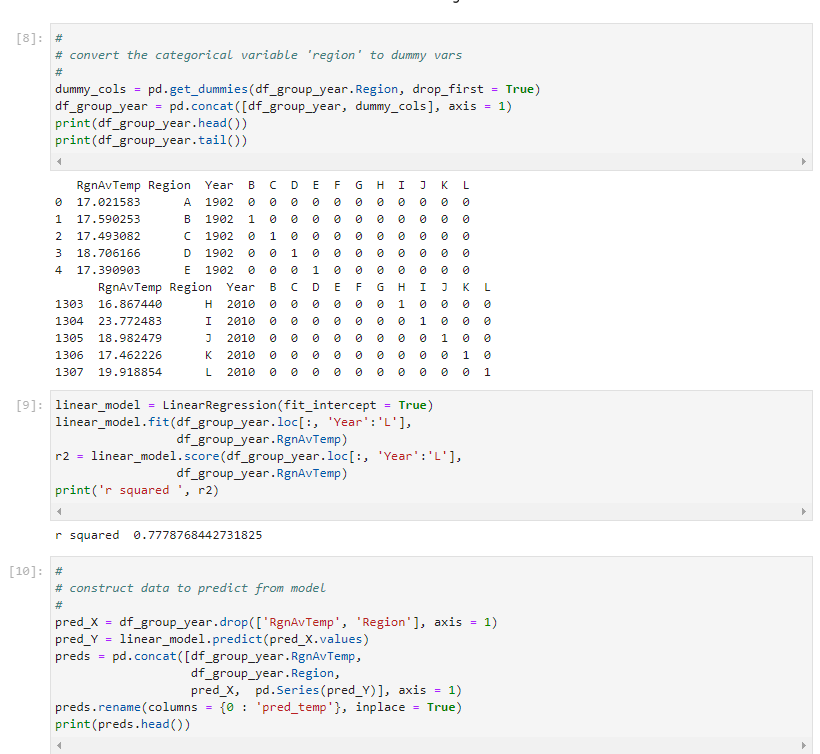 [8]: #
# convert the categorical variable 'region' to dummy vars
#
dummy_cols = pd.get_dummies(df_group_year.Region, drop_first = True)
df_group_year = pd.concat([df_group_year, dummy_cols], axis = 1)
print(df_group_year.head())
print(df_group_year.tail())
RgnAvTemp Region Year B C D E F G H I J K L
0 17.021583 A 1902 0 0 0 0 0 0 0 0 0 0 0
1 17.590253 B 1902 1 0 0 0 0 0 0 0 0 0 0
2 17.493082 C 1902 0 1 0 0 0 0 0 0 0 0 0
3 18.706166 D 1902 0 0 1 0 0 0 0 0 0 0 0
4 17.390903 E 1902 0 0 0 1 0 0 0 0 0 0 0
RgnAvTemp Region Year B C D E F G H I J K L
1303 16.867440 H 2010 0 0 0 0 0 0 1 0 0 0 0
1304 23.772483 I 2010 0 0 0 0 0 0 0 1 0 0 0
1305 18.982479 J 2010 0 0 0 0 0 0 0 0 1 0 0
1306 17.462226 K 2010 0 0 0 0 0 0 0 0 0 1 0
1307 19.918854 L 2010 0 0 0 0 0 0 0 0 0 0 1
[9]: linear_model = LinearRegression(fit_intercept = True)
linear_model.fit(df_group_year.loc[:, 'Year':'L'],
df_group_year.RgnAvTemp)
r2 = linear_model.score(df_group_year.loc[:, 'Year':'L'],
df_group_year.RgnAvTemp)
print('r squared ', r2)
r squared  0.7778768442731825
[10]: #
# construct data to predict from model
#
pred_X = df_group_year.drop(['RgnAvTemp', 'Region'], axis = 1)
pred_Y = linear_model.predict(pred_X.values)
preds = pd.concat([df_group_year.RgnAvTemp,
df_group_year.Region,
pred_X,  pd.Series(pred_Y)], axis = 1)
preds.rename(columns = {0 : 'pred_temp'}, inplace = True)
print(preds.head())